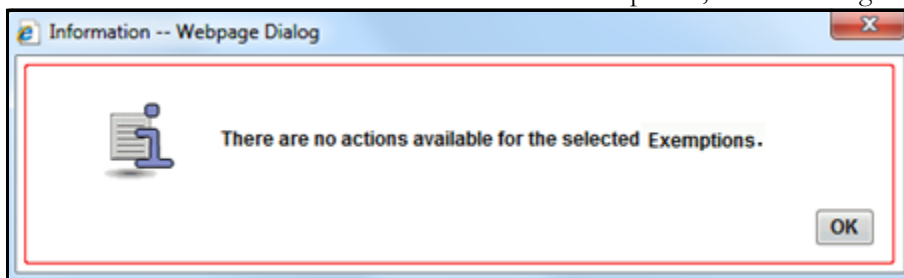 Information -- Webpage Dialog
There are no actions available for the selected Exemptions.
OK